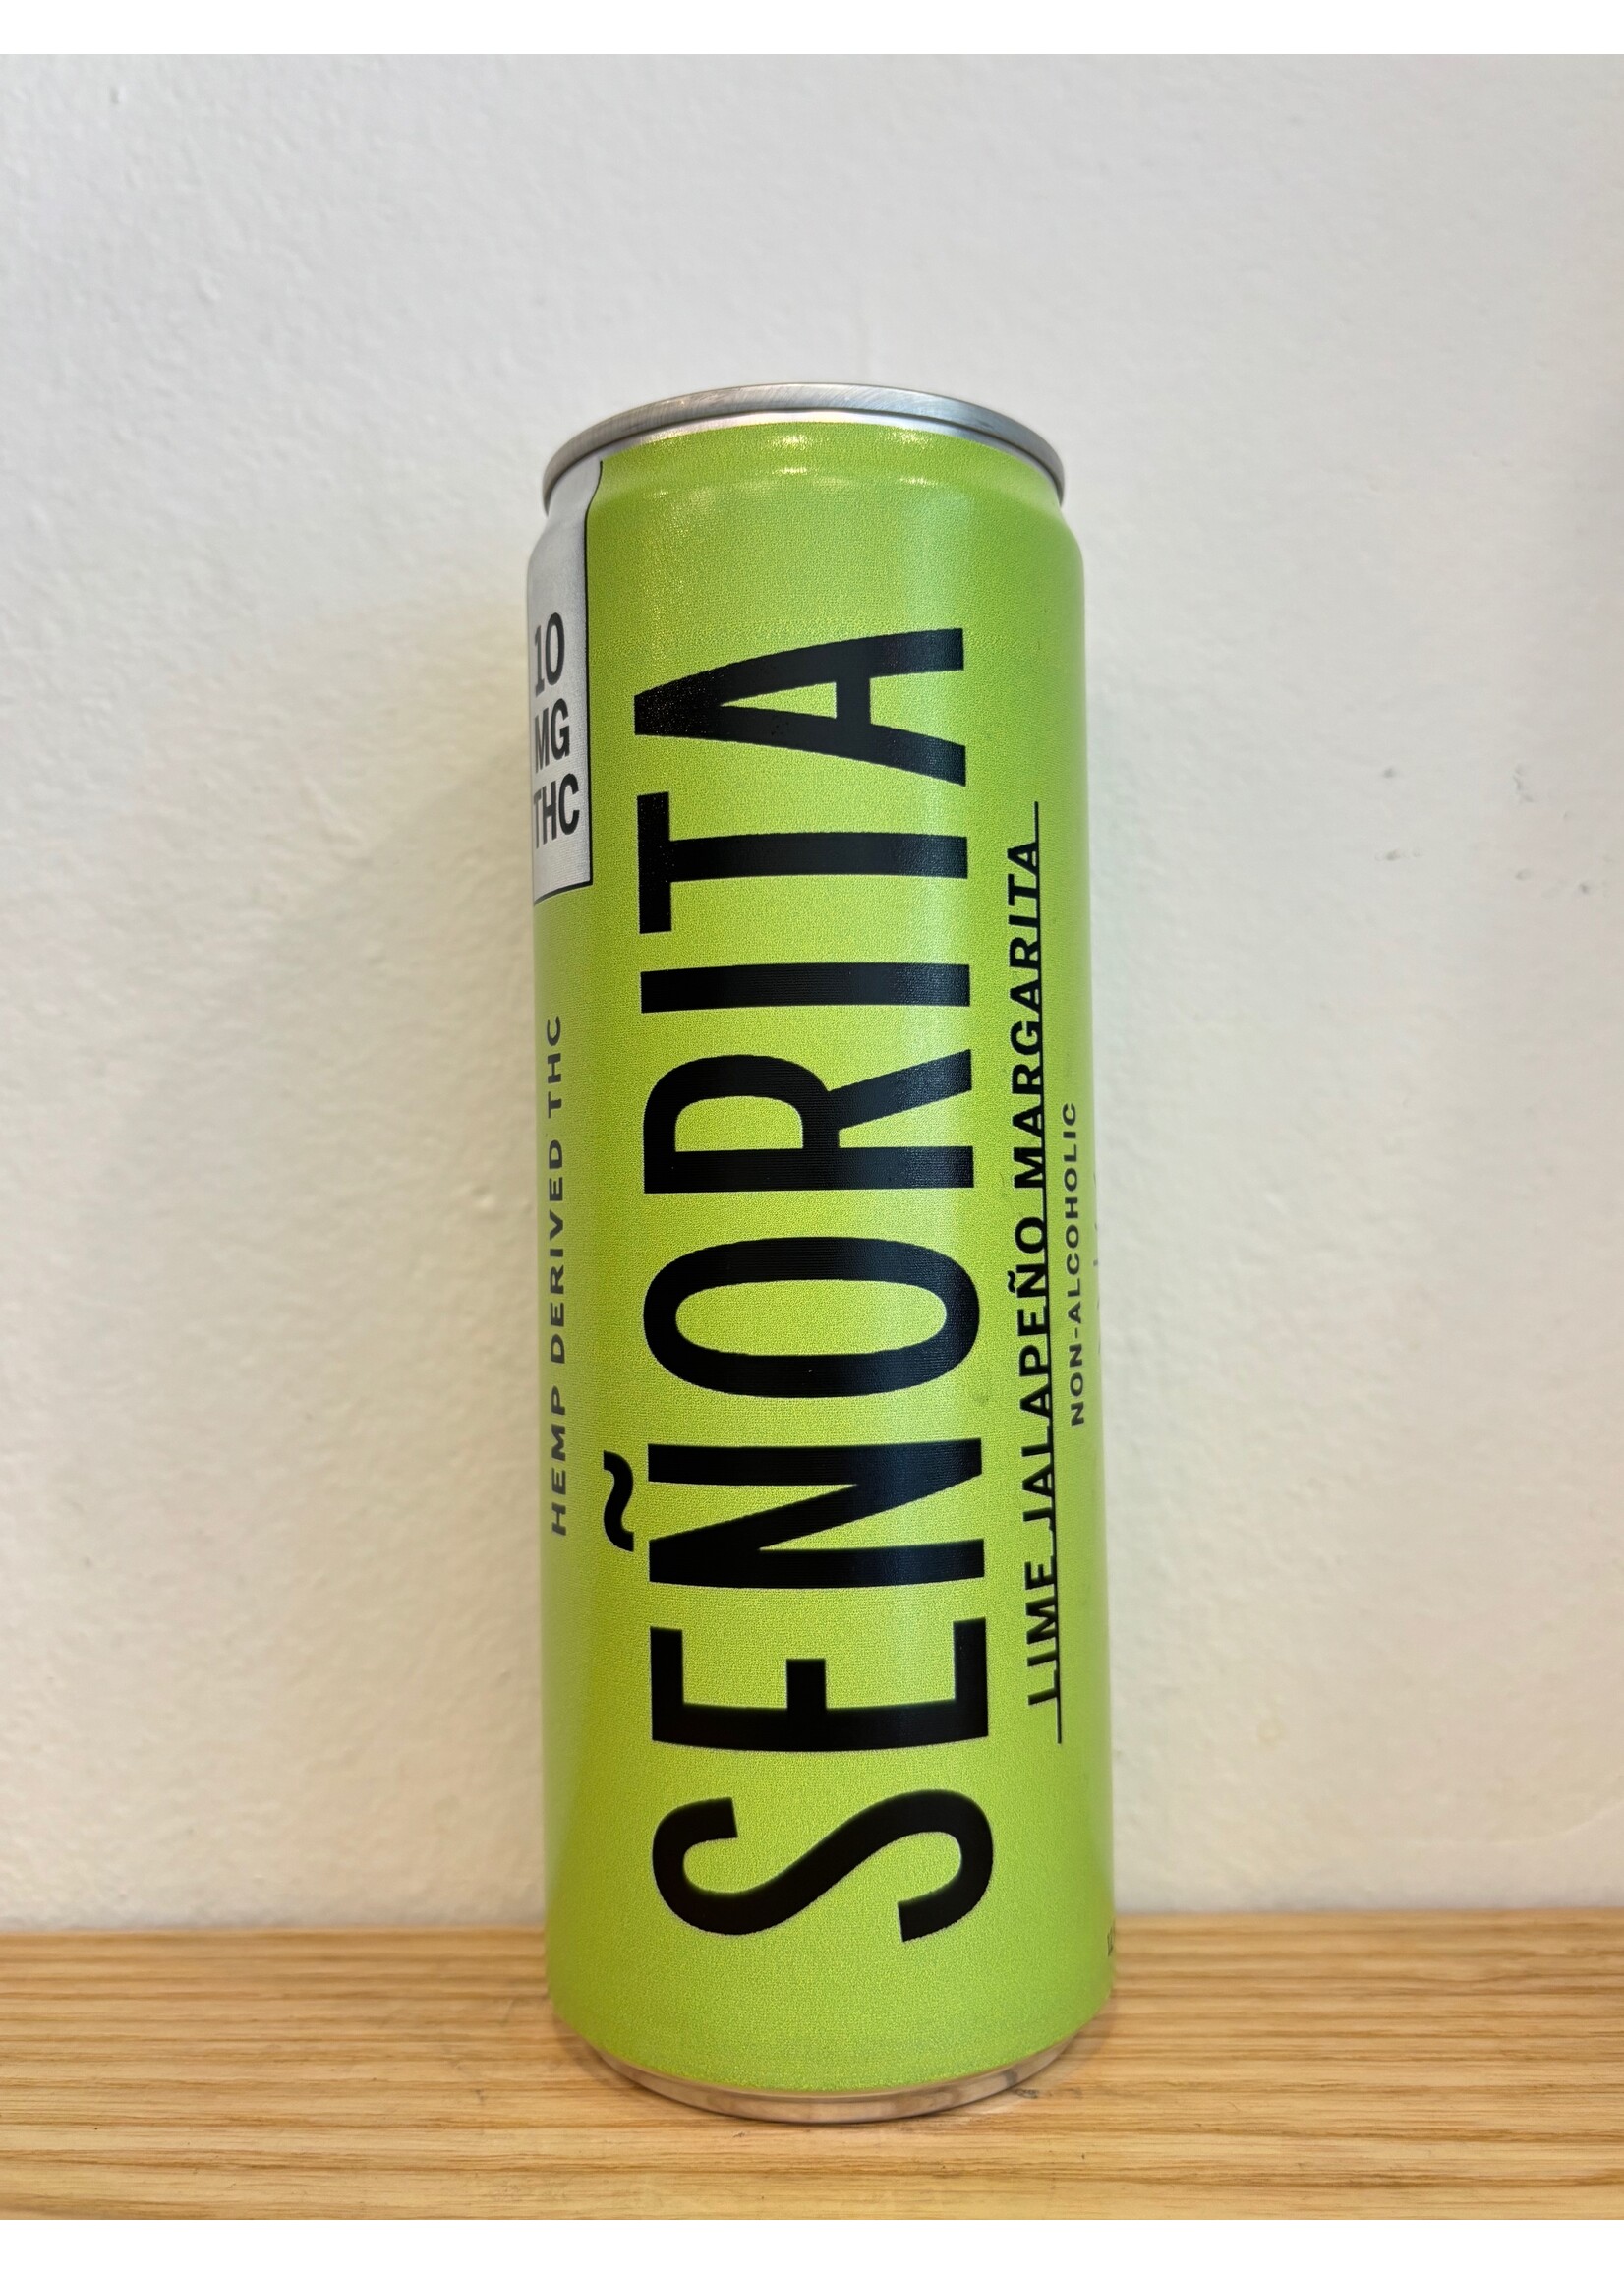 10
MG
THC
HEMP DERIVED THC
SEÑORITA
LIME JALAPEÑO MARGARITA
NON-ALCOHOLIC